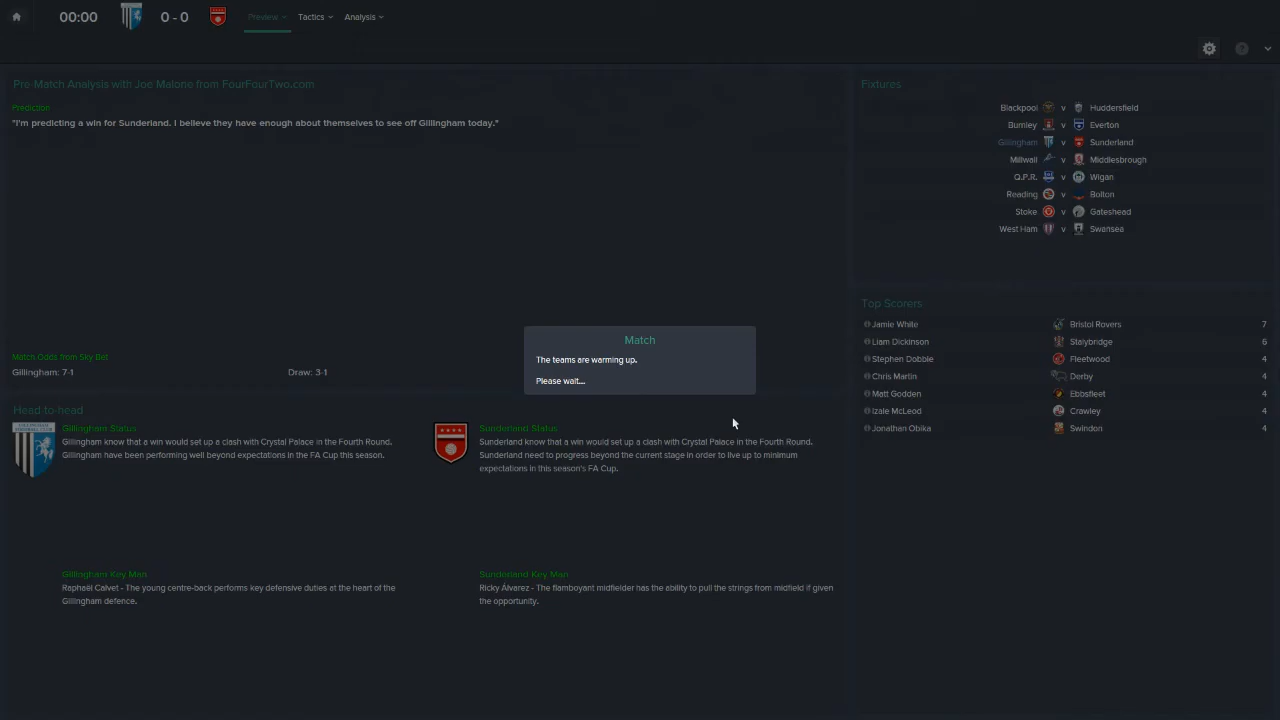 00:00 0 - 0 Preview Tactics Analysis
Pre-Match Analysis with Joe Malone from FourFourTwo.com
Prediction
"I'm predicting a win for Sunderland. I believe they have enough about themselves to see off Gillingham today."
Match Odds from Sky Bet
Gillingham: 7-1 Draw: 3-1
Match
The teams are warming up.
Please wait...
Head to head
Gillingham Status
Gillingham know that a win would set up a clash with Crystal Palace in the Fourth Round.
Gillingham have been performing well beyond expectations in the FA Cup this season.
Sunderland Status
Sunderland know that a win would set up a clash with Crystal Palace in the Fourth Round.
Sunderland need to progress beyond the current stage in order to live up to minimum
expectations in this season's FA Cup.
Gillingham Key Man
Raphaël Calvet - The young centre-back performs key defensive duties at the heart of the
Gillingham defence.
Sunderland Key Man
Ricky Álvarez - The flamboyant midfielder has the ability to pull the strings from midfield if given
the opportunity.
Fixtures
Blackpool v Huddersfield
Burnley v Everton
Gillingham v Sunderland
Millwall v Middlesbrough
Q.P.R. v Wigan
Reading v Bolton
Stoke v Gateshead
West Ham v Swansea
Top Scorers
Jamie White Bristol Rovers 7
Liam Dickinson Stalybridge 6
Stephen Dobbie Fleetwood 4
Chris Martin Derby 4
Matt Godden Ebbsfleet 4
Izale McLeod Crawley 4
Jonathan Obika Swindon 4